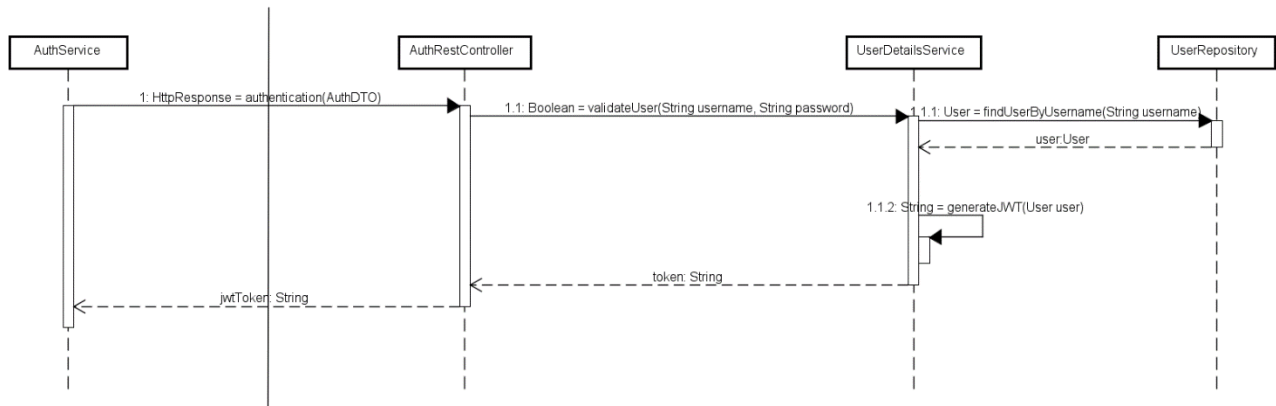 AuthService
AuthRestController
UserDetailsService
UserRepository
1: HttpResponse = authentication(AuthDTO)
1.1: Boolean = validateUser(String username, String password)
1.1.1: User = findUserByUsername(String username)
user:User
1.1.2: String = generateJWT(User user)
token: String
jwtToken: String